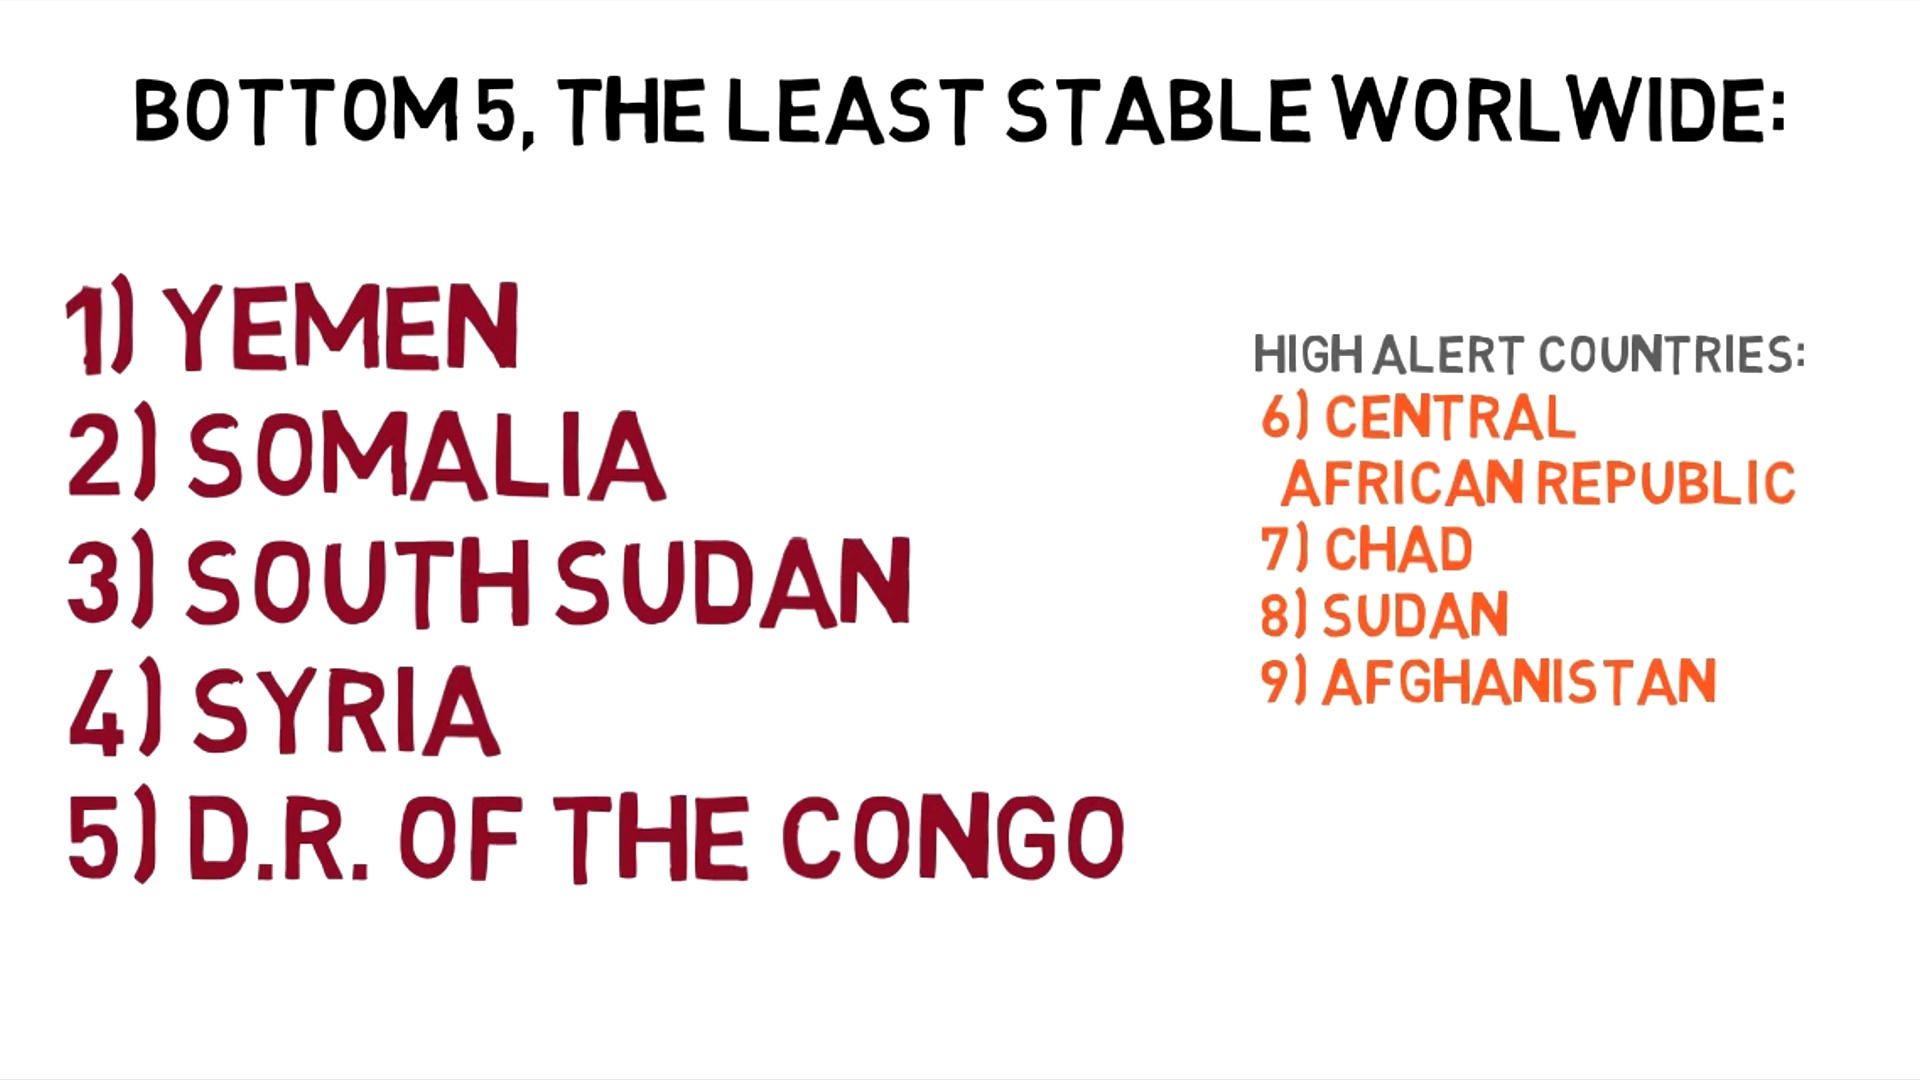 BOTTOM 5, THE LEAST STABLE WORLWIDE:
1) YEMEN
2) SOMALIA
3) SOUTH SUDAN
4) SYRIA
5) D.R. OF THE CONGO
HIGH ALERT COUNTRIES:
6) CENTRAL
AFRICAN REPUBLIC
7) CHAD
8) SUDAN
9) AFGHANISTAN